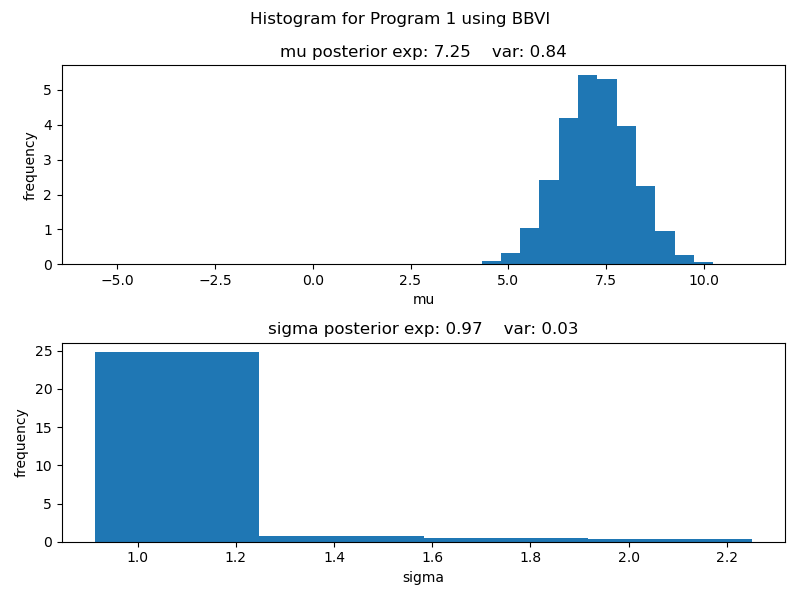 Histogram for Program 1 using BBVI
mu posterior exp: 7.25    var: 0.84
frequency
5
4
3
2
1
0
−5.0 −2.5 0.0 2.5 5.0 7.5 10.0
mu
sigma posterior exp: 0.97    var: 0.03
frequency
25
20
15
10
5
0
1.0 1.2 1.4 1.6 1.8 2.0 2.2
sigma